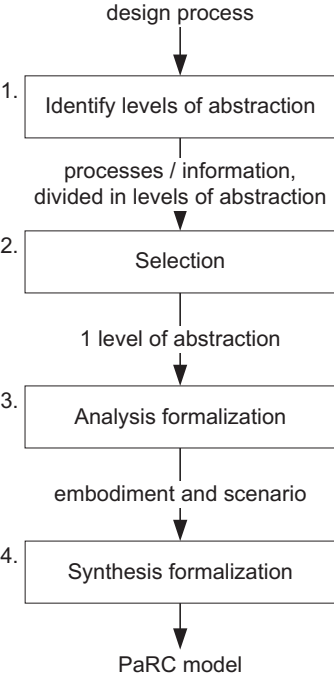 design process
1.
Identify levels of abstraction
processes / information,
divided in levels of abstraction
2.
Selection
1 level of abstraction
3.
Analysis formalization
embodiment and scenario
4.
Synthesis formalization
PaRC model